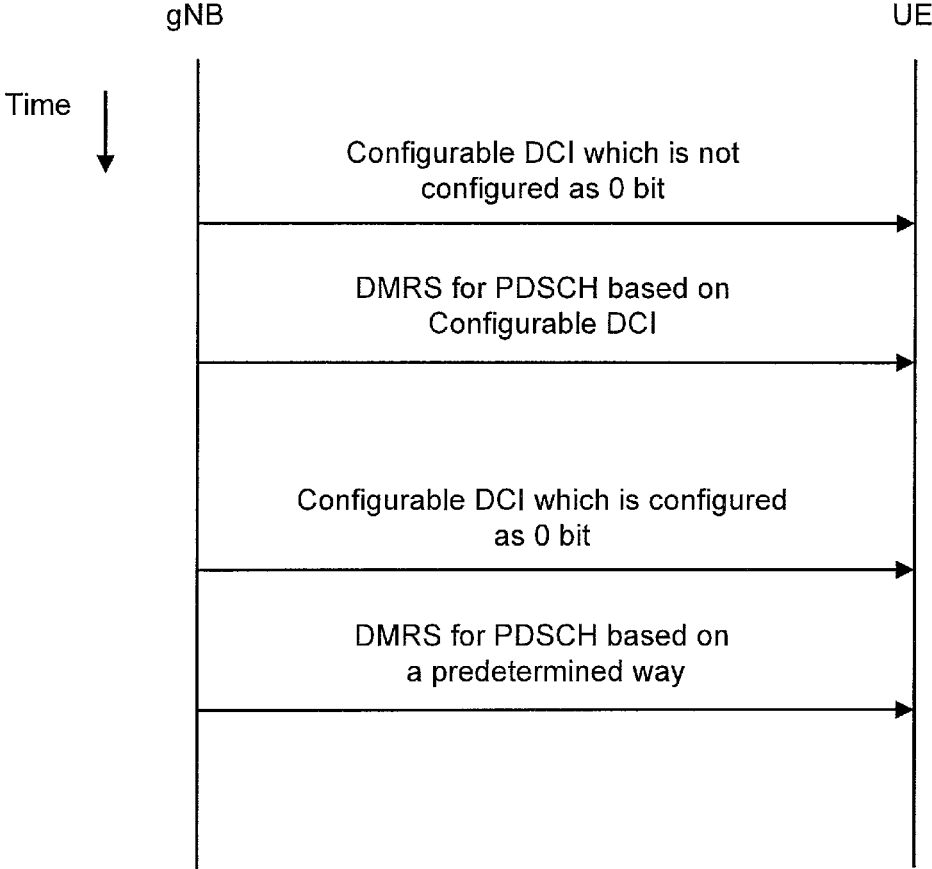 gNB
UE
Time
Configurable DCI which is not
configured as 0 bit
DMRS for PDSCH based on
Configurable DCI
Configurable DCI which is configured
as 0 bit
DMRS for PDSCH based on
a predetermined way